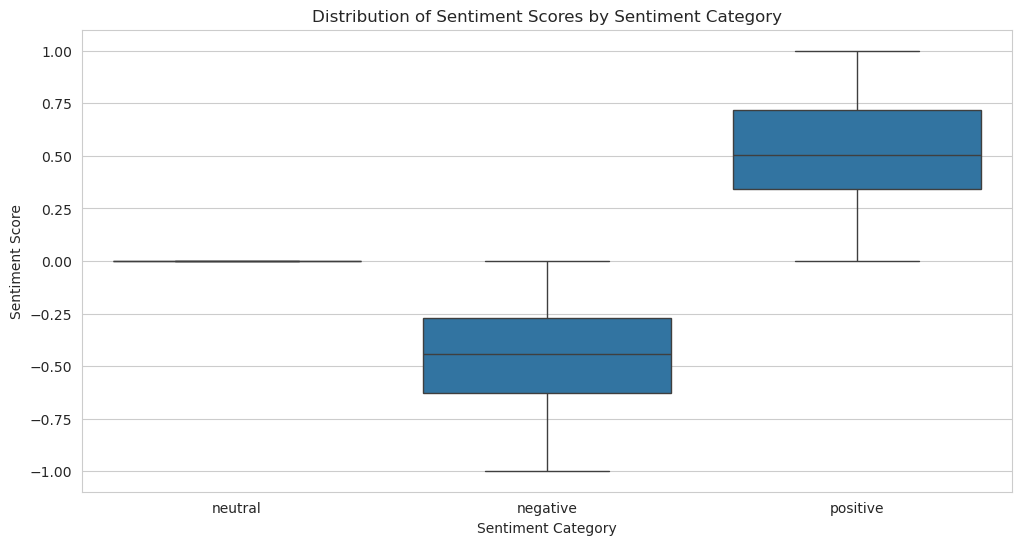 Distribution of Sentiment Scores by Sentiment Category
1.00
0.75
0.50
0.25
0.00
−0.25
−0.50
−0.75
−1.00
Sentiment Score
neutral negative positive
Sentiment Category